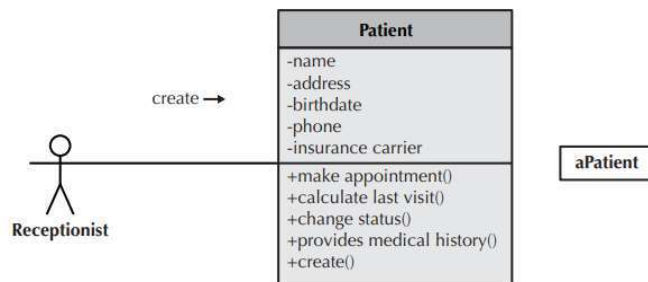 Patient
-name
-address
-birthdate
-phone
-insurance carrier
create →
+make appointment()
+calculate last visit()
+change status()
+provides medical history()
+create()
Receptionist
aPatient